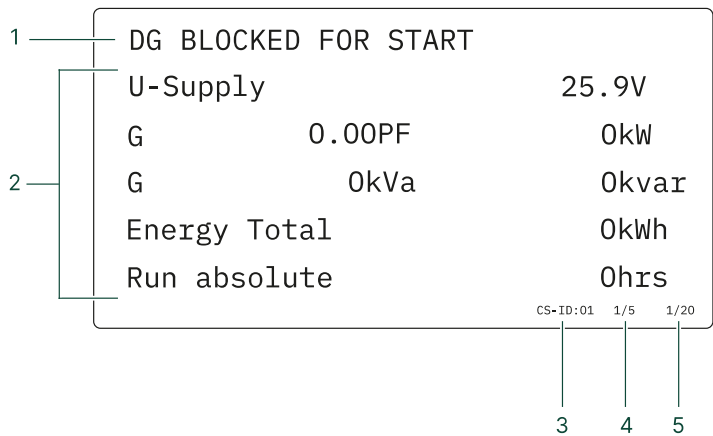 1 DG BLOCKED FOR START
U-Supply 25.9V
G 0.00PF 0kW
2 G 0kVa 0kvar
Energy Total 0kWh
Run absolute 0hrs
CS-ID:01 1/5 1/20
3 4 5